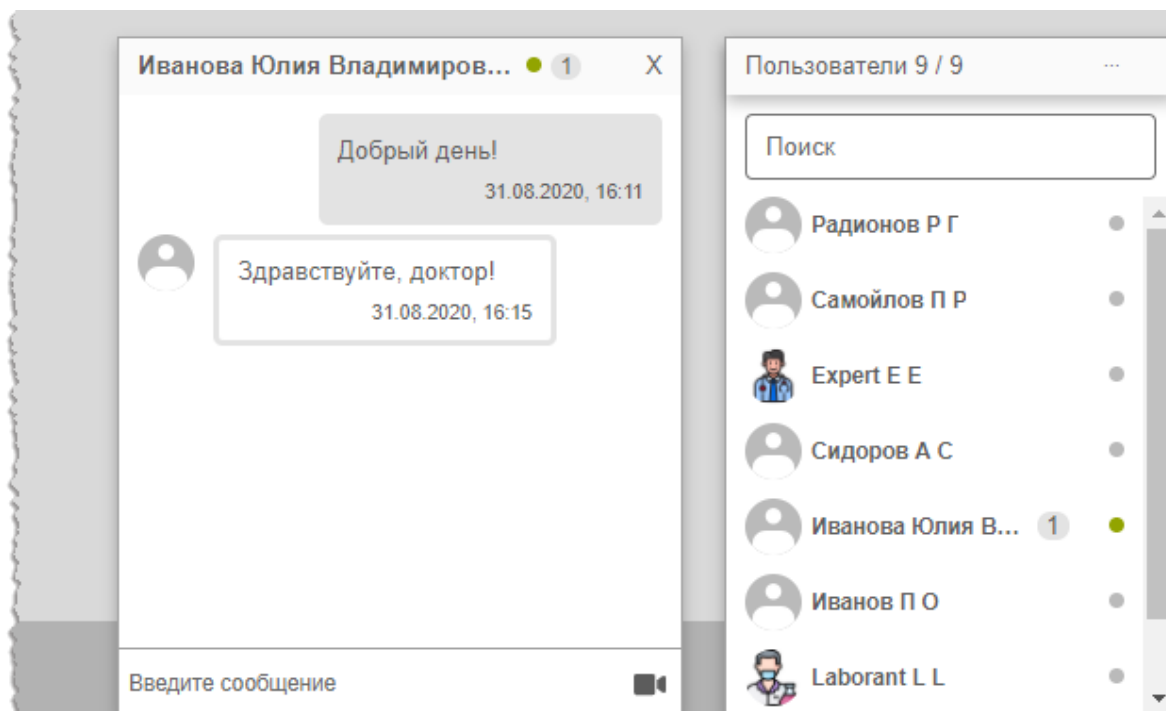 Иванова Юлия Владимиров... 1 X
Добрый день!
31.08.2020, 16:11
Здравствуйте, доктор!
31.08.2020, 16:15
Введите сообщение
Пользователи 9 / 9 ...
Поиск
Радионов Р Г
Самойлов П Р
Expert E E
Сидоров А С
Иванова Юлия В... 1
Иванов П О
Laborant L L